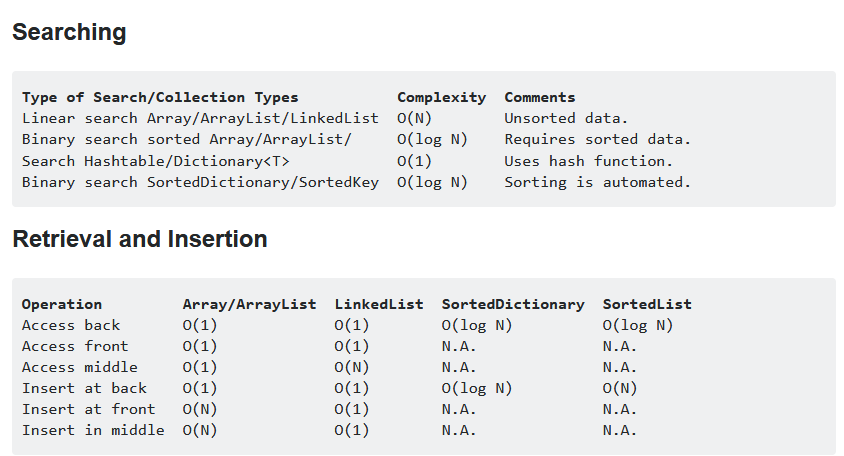 Searching
Type of Search/Collection Types Complexity Comments
Linear search Array/ArrayList/LinkedList O(N) Unsorted data.
Binary search sorted Array/ArrayList/ O(log N) Requires sorted data.
Search Hashtable/Dictionary<T> O(1) Uses hash function.
Binary search SortedDictionary/SortedKey O(log N) Sorting is automated.
Retrieval and Insertion
Operation Array/ArrayList LinkedList SortedDictionary SortedList
Access back O(1) O(1) O(log N) O(log N)
Access front O(1) O(1) N.A. N.A.
Access middle O(1) O(N) N.A. N.A.
Insert at back O(1) O(1) O(log N) O(N)
Insert at front O(N) O(1) N.A. N.A.
Insert in middle O(N) O(1) N.A. N.A.